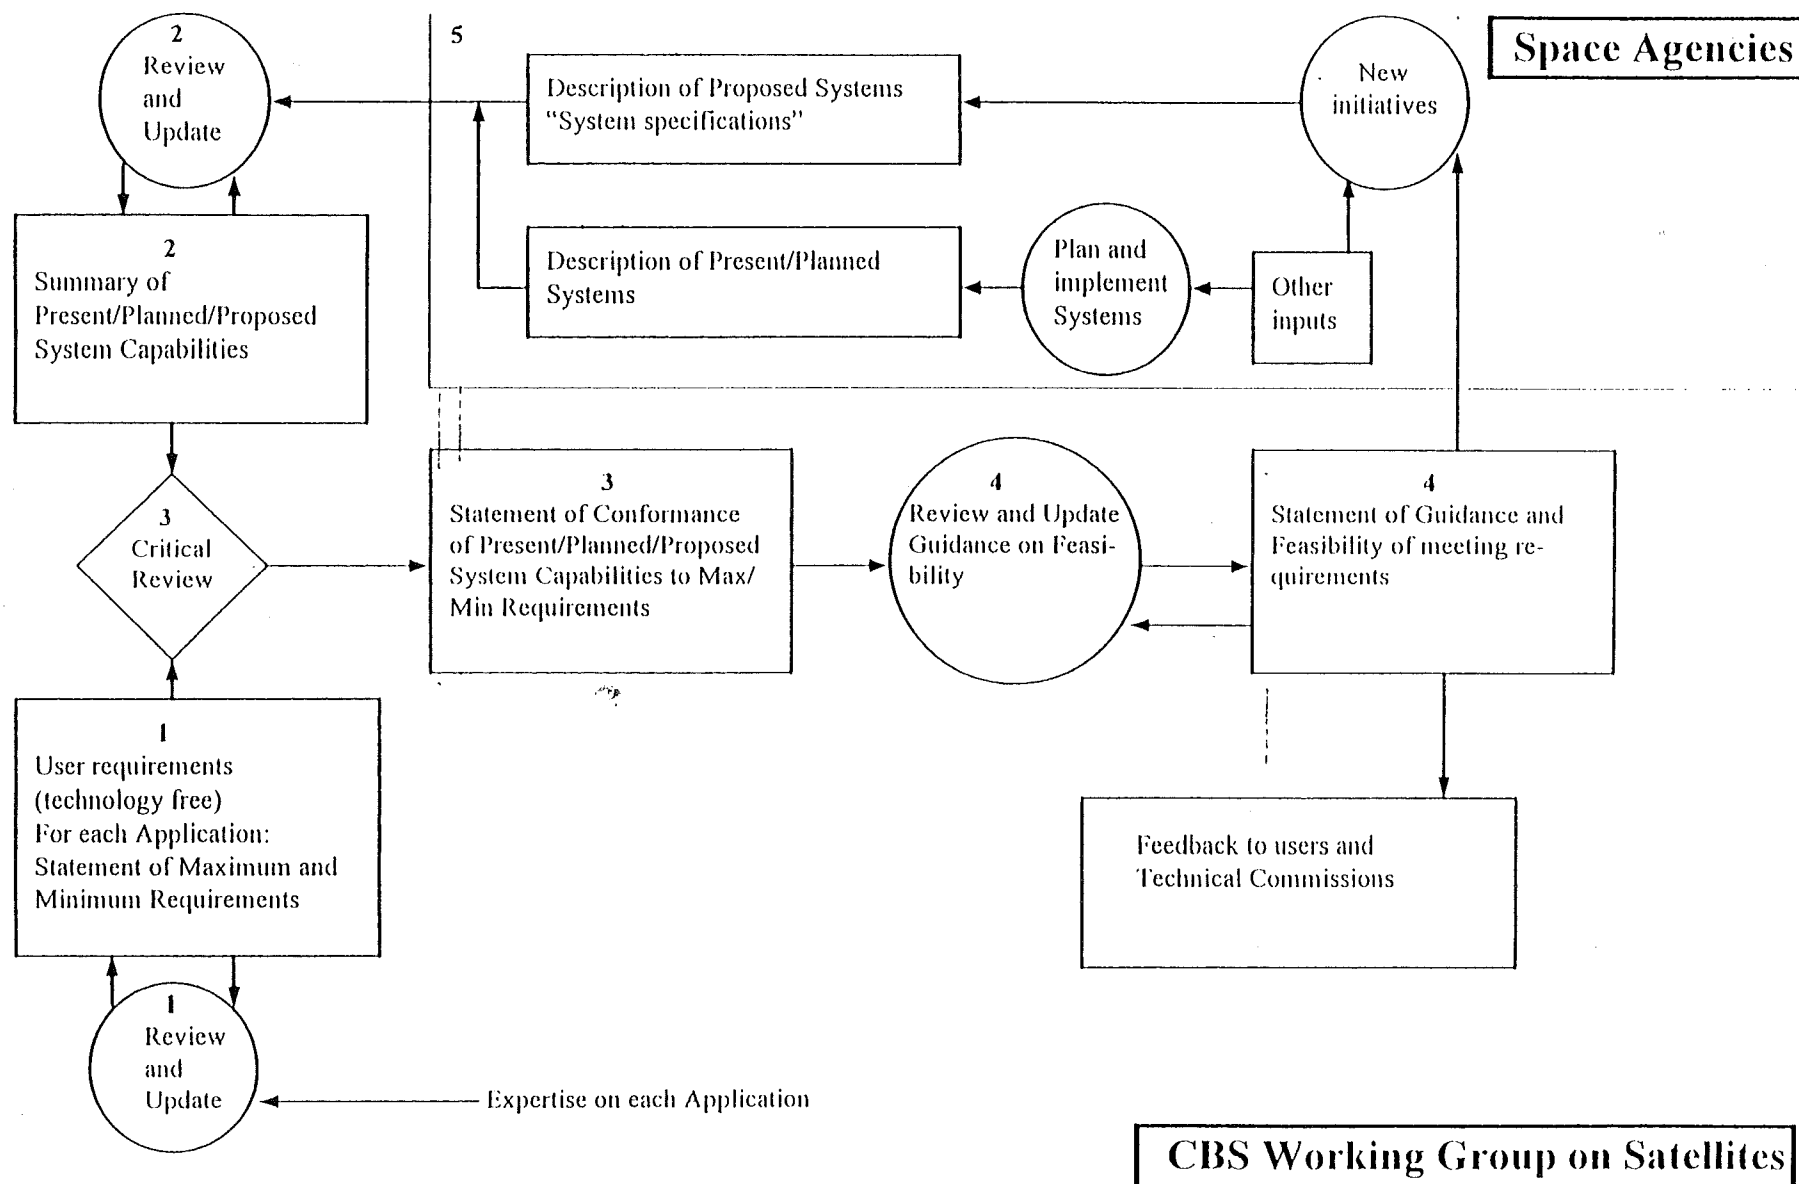 2
Review
and
Update
5
Description of Proposed Systems
“System specifications”
New
initiatives
Space Agencies
2
Summary of
Present/Planned/Proposed
System Capabilities
Description of Present/Planned
Systems
Plan and
implement
Systems
Other
inputs
3
Critical
Review
3
Statement of Conformance
of Present/Planned/Proposed
System Capabilities to Max/
Min Requirements
4
Review and Update
Guidance on Feasi-
bility
4
Statement of Guidance and
Feasibility of meeting re-
quirements
1
User requirements
(technology free)
For each Application:
Statement of Maximum and
Minimum Requirements
Feedback to users and
Technical Commissions
1
Review
and
Update
Expertise on each Application
CBS Working Group on Satellites